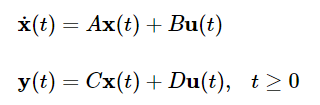 ẋ(t) = Ax(t) + Bu(t)
y(t) = Cx(t) + Du(t), t ≥ 0